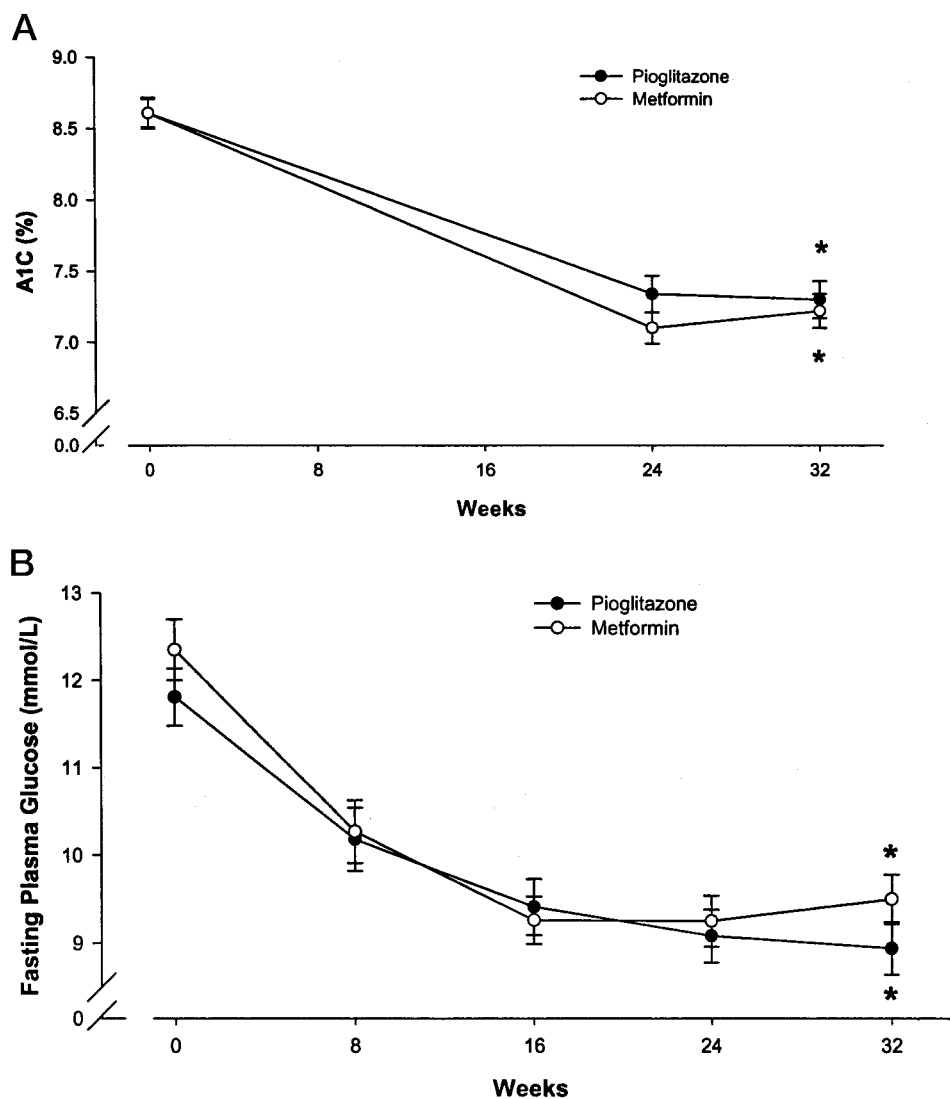 A
9.0
Pioglitazone
Metformin
8.5
8.0
A1C (%)
7.5
*
7.0
*
6.5
0.0
0 8 16 24 32
Weeks
B
13
Pioglitazone
Metformin
12
Fasting Plasma Glucose (mmol/L)
11
10
*
9
*
0
0 8 16 24 32
Weeks